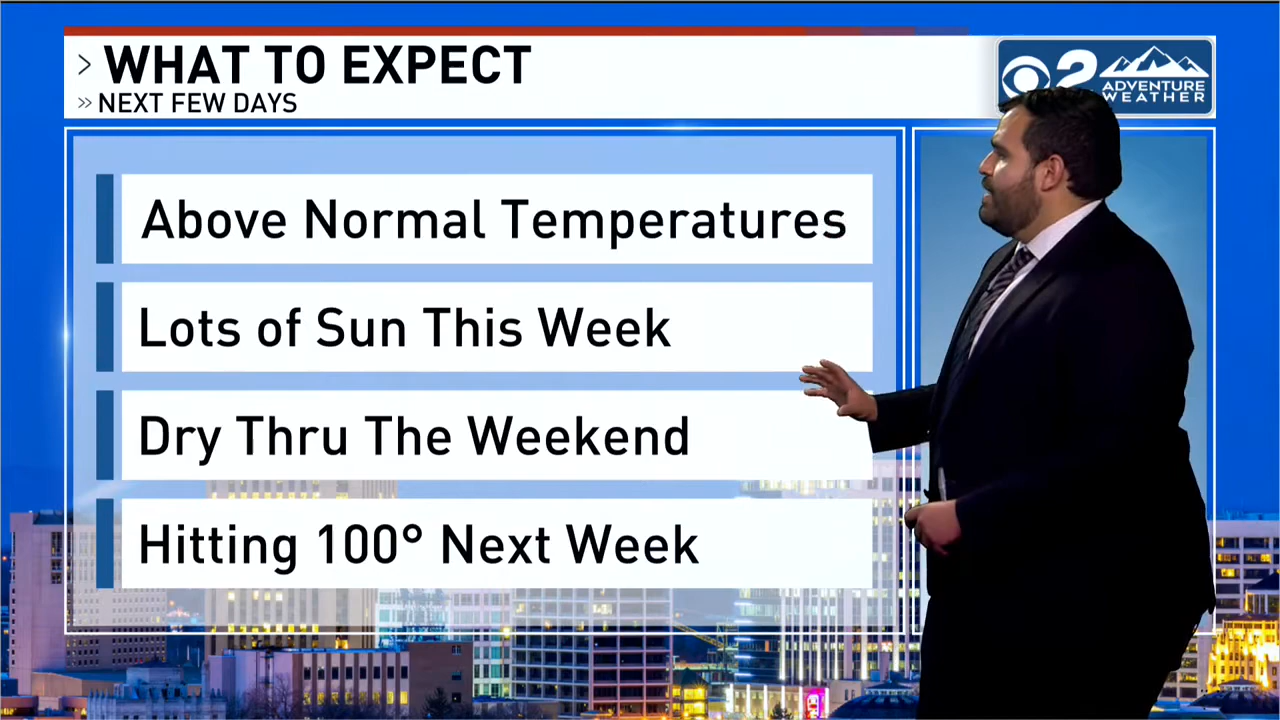 > WHAT TO EXPECT
» NEXT FEW DAYS
2 ADVENTURE
WEATHER
Above Normal Temperatures
Lots of Sun This Week
Dry Thru The Weekend
Hitting 100° Next Week